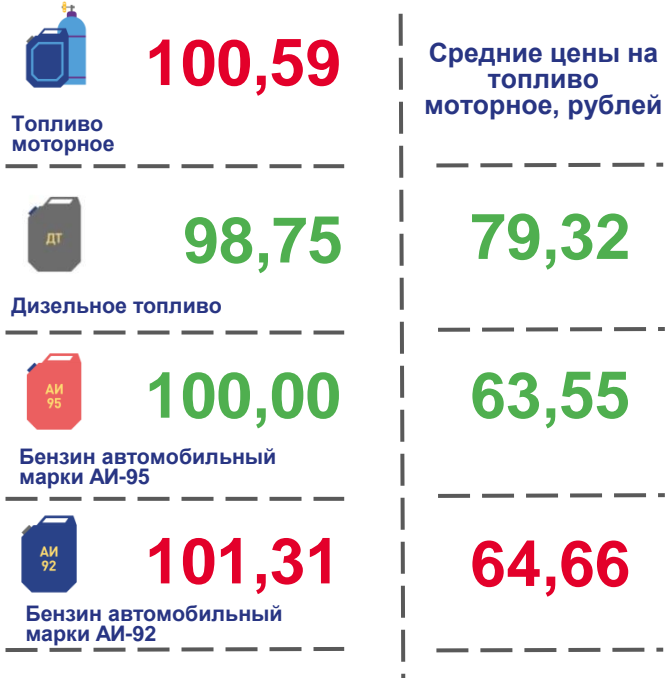 100,59
Топливо
моторное
Средние цены на
топливо
моторное, рублей
ДТ
98,75
79,32
Дизельное топливо
АИ
95
100,00
63,55
Бензин автомобильный
марки АИ-95
АИ
92
101,31
64,66
Бензин автомобильный
марки АИ-92